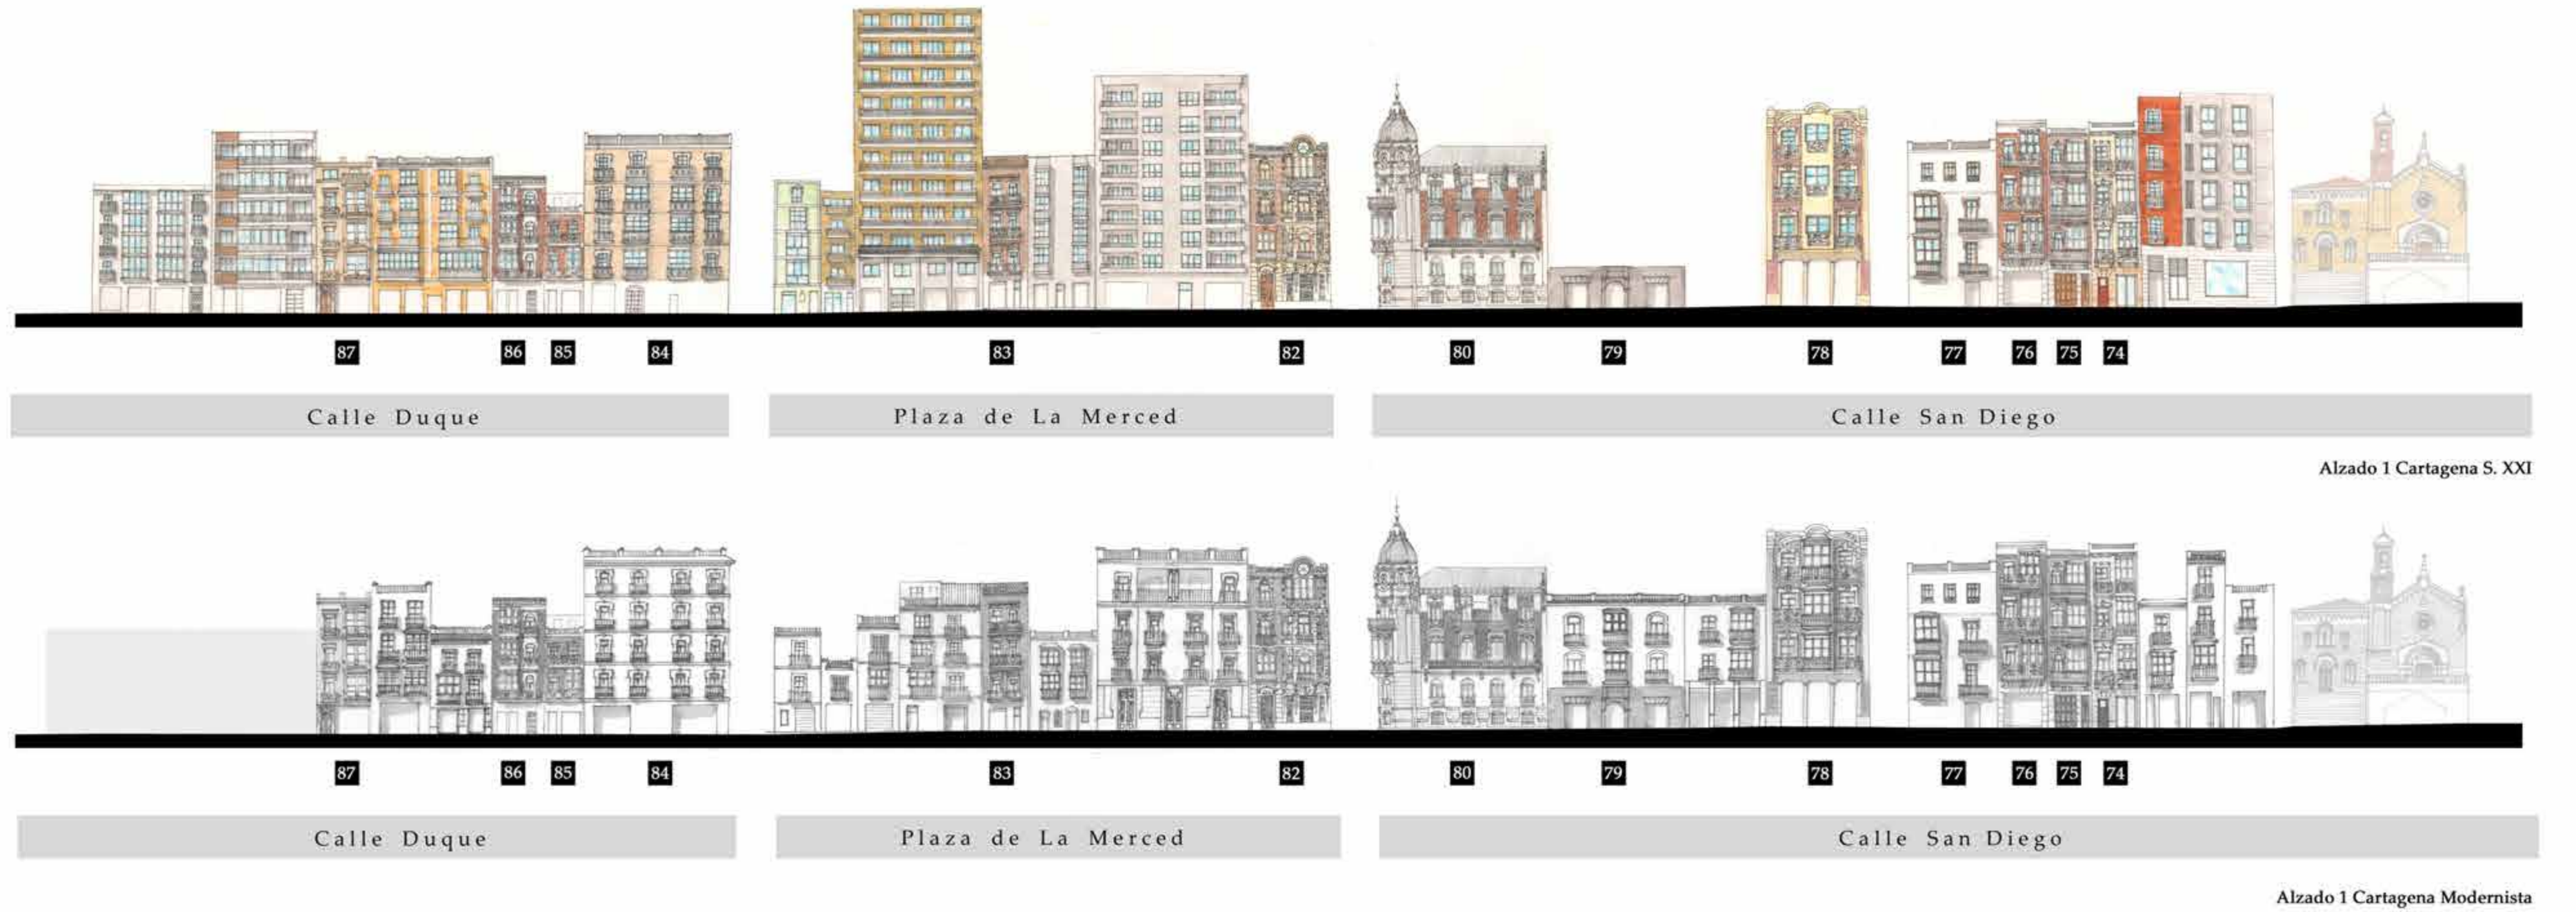 87 86 85 84 83 82 80 79 78 77 76 75 74
Calle Duque Plaza de La Merced Calle San Diego
Alzado 1 Cartagena S. XXI
87 86 85 84 83 82 80 79 78 77 76 75 74
Calle Duque Plaza de La Merced Calle San Diego
Alzado 1 Cartagena Modernista